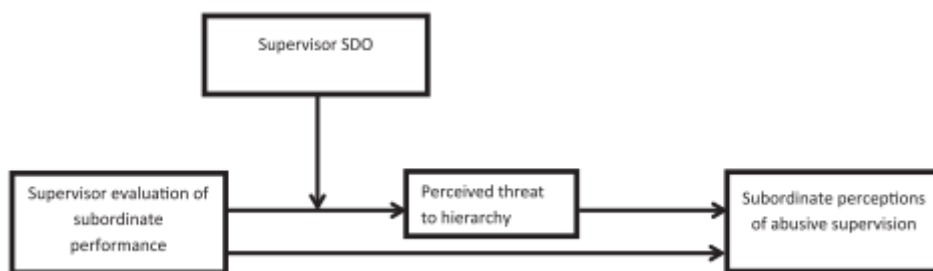 Supervisor SDO
Supervisor evaluation of
subordinate
performance
Perceived threat
to hierarchy
Subordinate perceptions
of abusive supervision